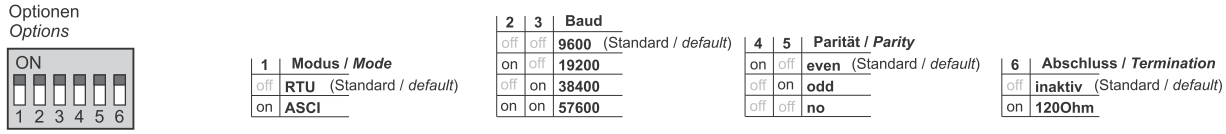 Optionen
Options
ON
1 2 3 4 5 6
1 Modus / Mode
off RTU (Standard / default)
on ASCI
2 3 Baud
off off 9600 (Standard / default)
on off 19200
off on 38400
on on 57600
4 5 Parität / Parity
on off even (Standard / default)
off on odd
off off no
6 Abschluss / Termination
off inaktiv (Standard / default)
on 120Ohm